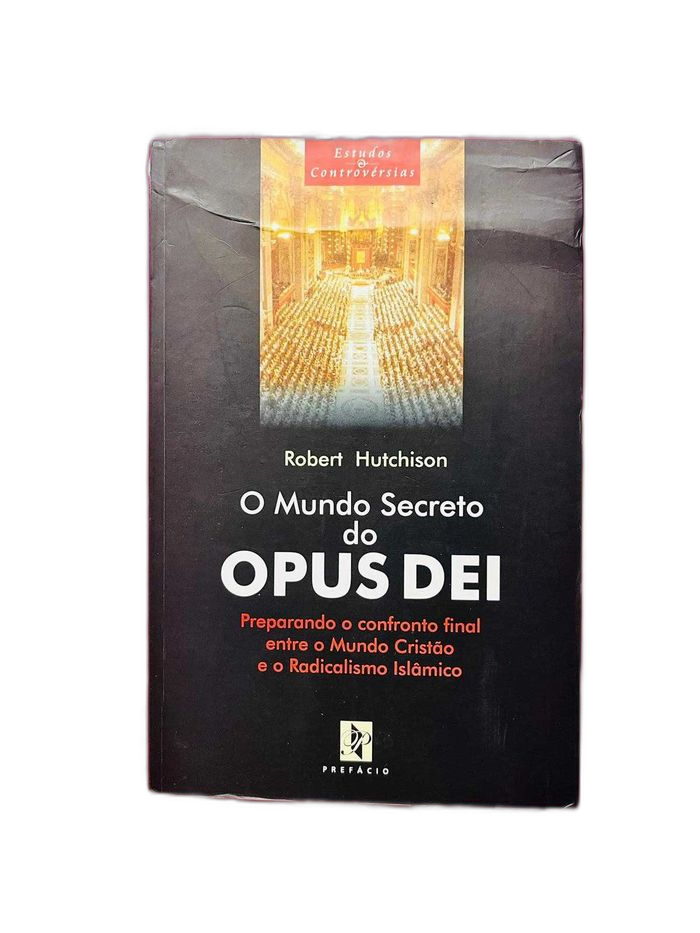 Estudos
e
Controvérsias
Robert Hutchison
O Mundo Secreto
do
OPUS DEI
Preparando o confronto final
entre o Mundo Cristão
e o Radicalismo Islâmico
P
PREFÁCIO